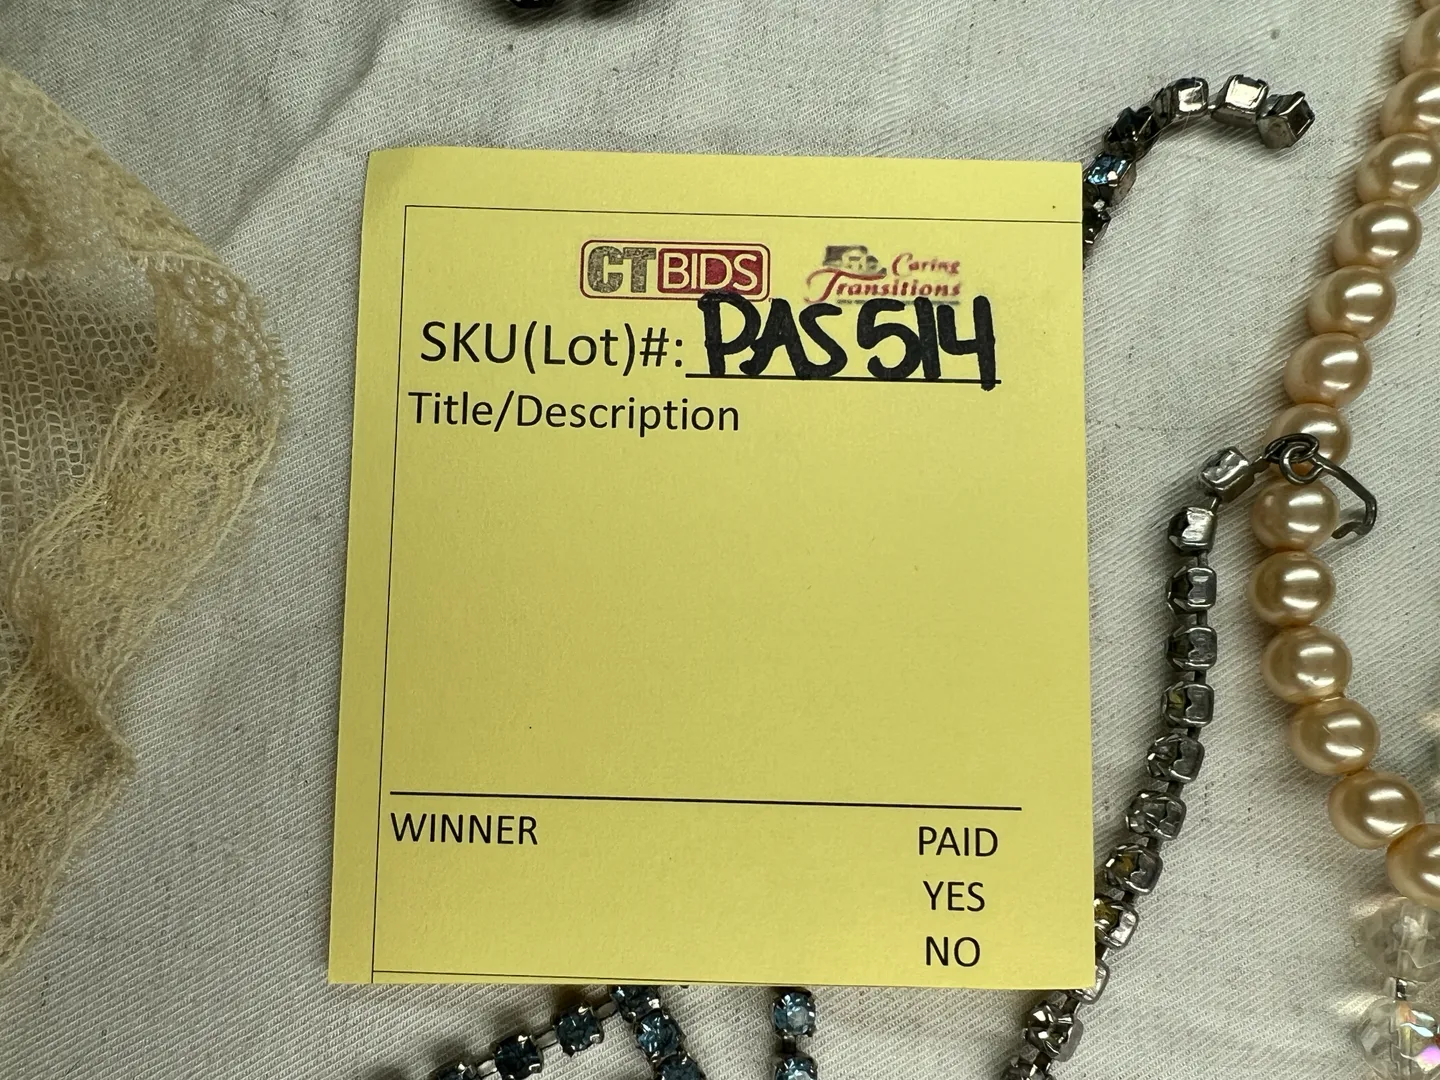 CTBIDS
Caring
Transitions
SKU(Lot)#: PAS514
Title/Description
WINNER
PAID
YES
NO